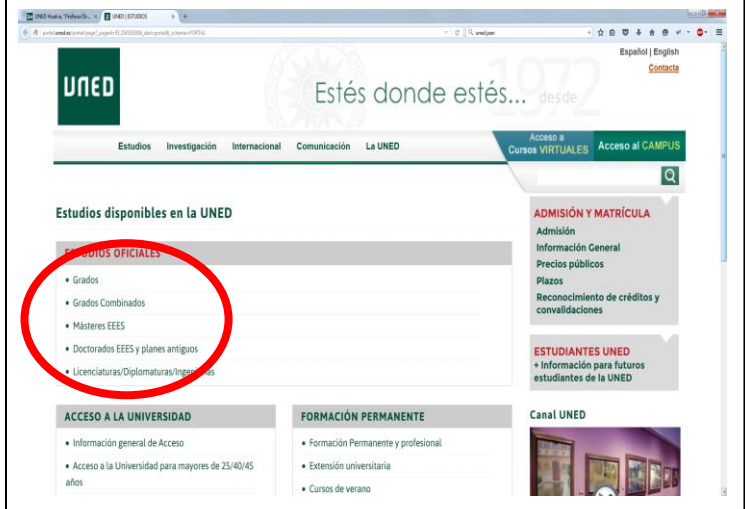 UNED Huelva, "Profesor Dr...
UNED | ESTUDIOS
Español | English
Contacta
UNED
Estés donde estés... desde
1972
Acceso a
Cursos VIRTUALES
Acceso al CAMPUS
Estudios Investigación Internacional Comunicación La UNED
Estudios disponibles en la UNED
ESTUDIOS OFICIALES
• Grados
• Grados Combinados
• Másteres EEES
• Doctorados EEES y planes antiguos
• Licenciaturas/Diplomaturas/Ingenierías
ACCESO A LA UNIVERSIDAD
• Información general de Acceso
• Acceso a la Universidad para mayores de 25/40/45
años
FORMACIÓN PERMANENTE
• Formación Permanente y profesional
• Extensión universitaria
• Cursos de verano
ADMISIÓN Y MATRÍCULA
Admisión
Información General
Precios públicos
Plazos
Reconocimiento de créditos y
convalidaciones
ESTUDIANTES UNED
+ Información para futuros
estudiantes de la UNED
Canal UNED